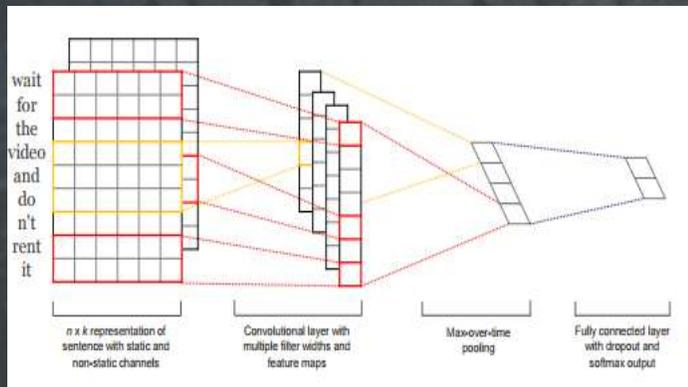 wait
for
the
video
and
do
n't
rent
it
n x k representation of
sentence with static and
non-static channels
Convolutional layer with
multiple filter widths and
feature maps
Max-over-time
pooling
Fully connected layer
with dropout and
softmax output